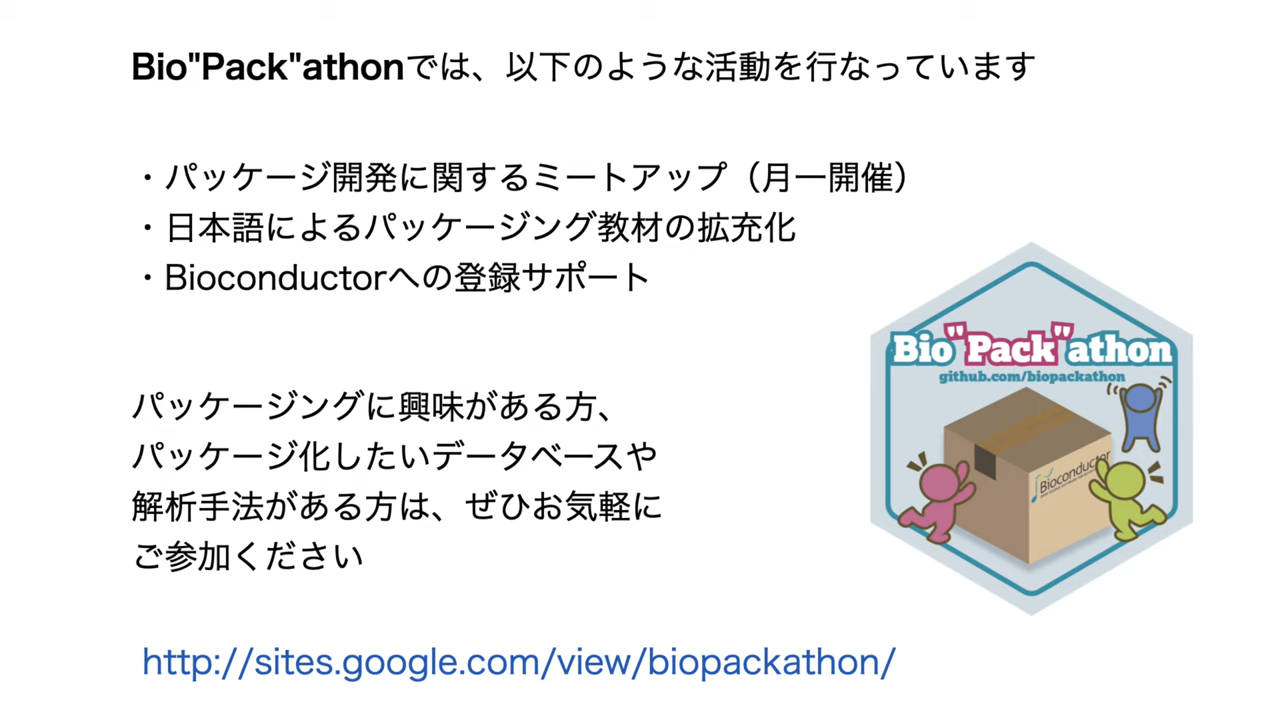 Bio"Pack"athonでは、以下のような活動を行なっています
・パッケージ開発に関するミートアップ（月一開催）
・日本語によるパッケージング教材の拡充化
・Bioconductorへの登録サポート
パッケージングに興味がある方、
パッケージ化したいデータベースや
解析手法がある方は、ぜひお気軽に
ご参加ください
http://sites.google.com/view/biopackathon/
Bio"Pack"athon
github.com/biopackathon
Bioconductor